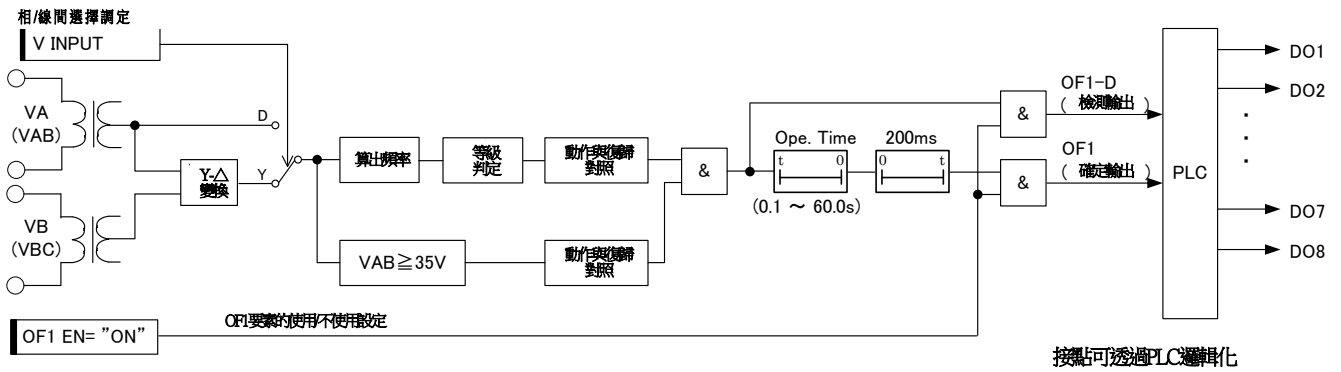 相/線間選擇調定
V INPUT
VA
(VAB)
VB
(VBC)
Y-△
變換
D
Y
算出頻率
等級
判定
動作與復歸
對照
VAB≧35V
動作與復歸
對照
&
Ope. Time
t 0
(0.1 ～ 60.0s)
200ms
0 t
&
&
OF1-D
( 檢測輸出 )
OF1
( 確定輸出 )
PLC
DO1
DO2
DO7
DO8
OF1要素的使用/不使用設定
OF1 EN= "ON"
接點可透過PLC邏輯化